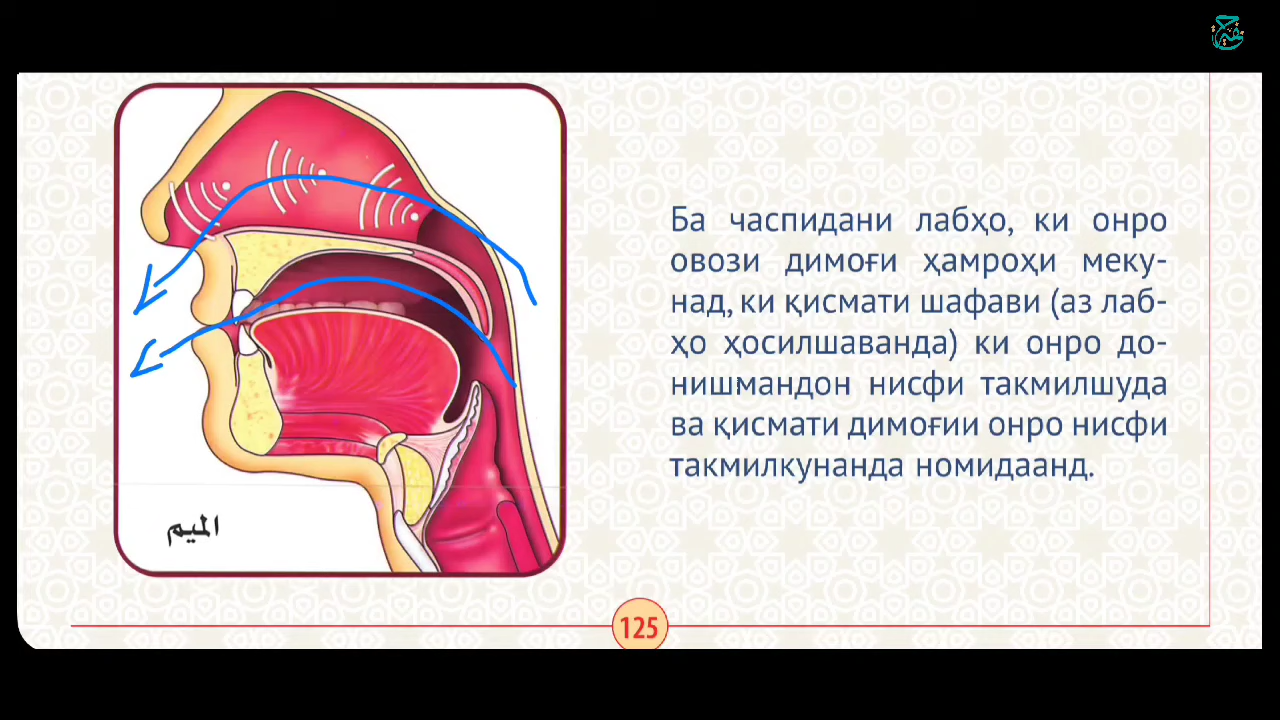 Ба часпидани лабҳо, ки онро
овози димоғи ҳамроҳи меку-
над, ки қисмати шафави (аз лаб-
ҳо ҳосилшаванда) ки онро до-
нишмандон нисфи такмилшуда
ва қисмати димоғии онро нисфи
такмилкунанда номидаанд.
الميم
125